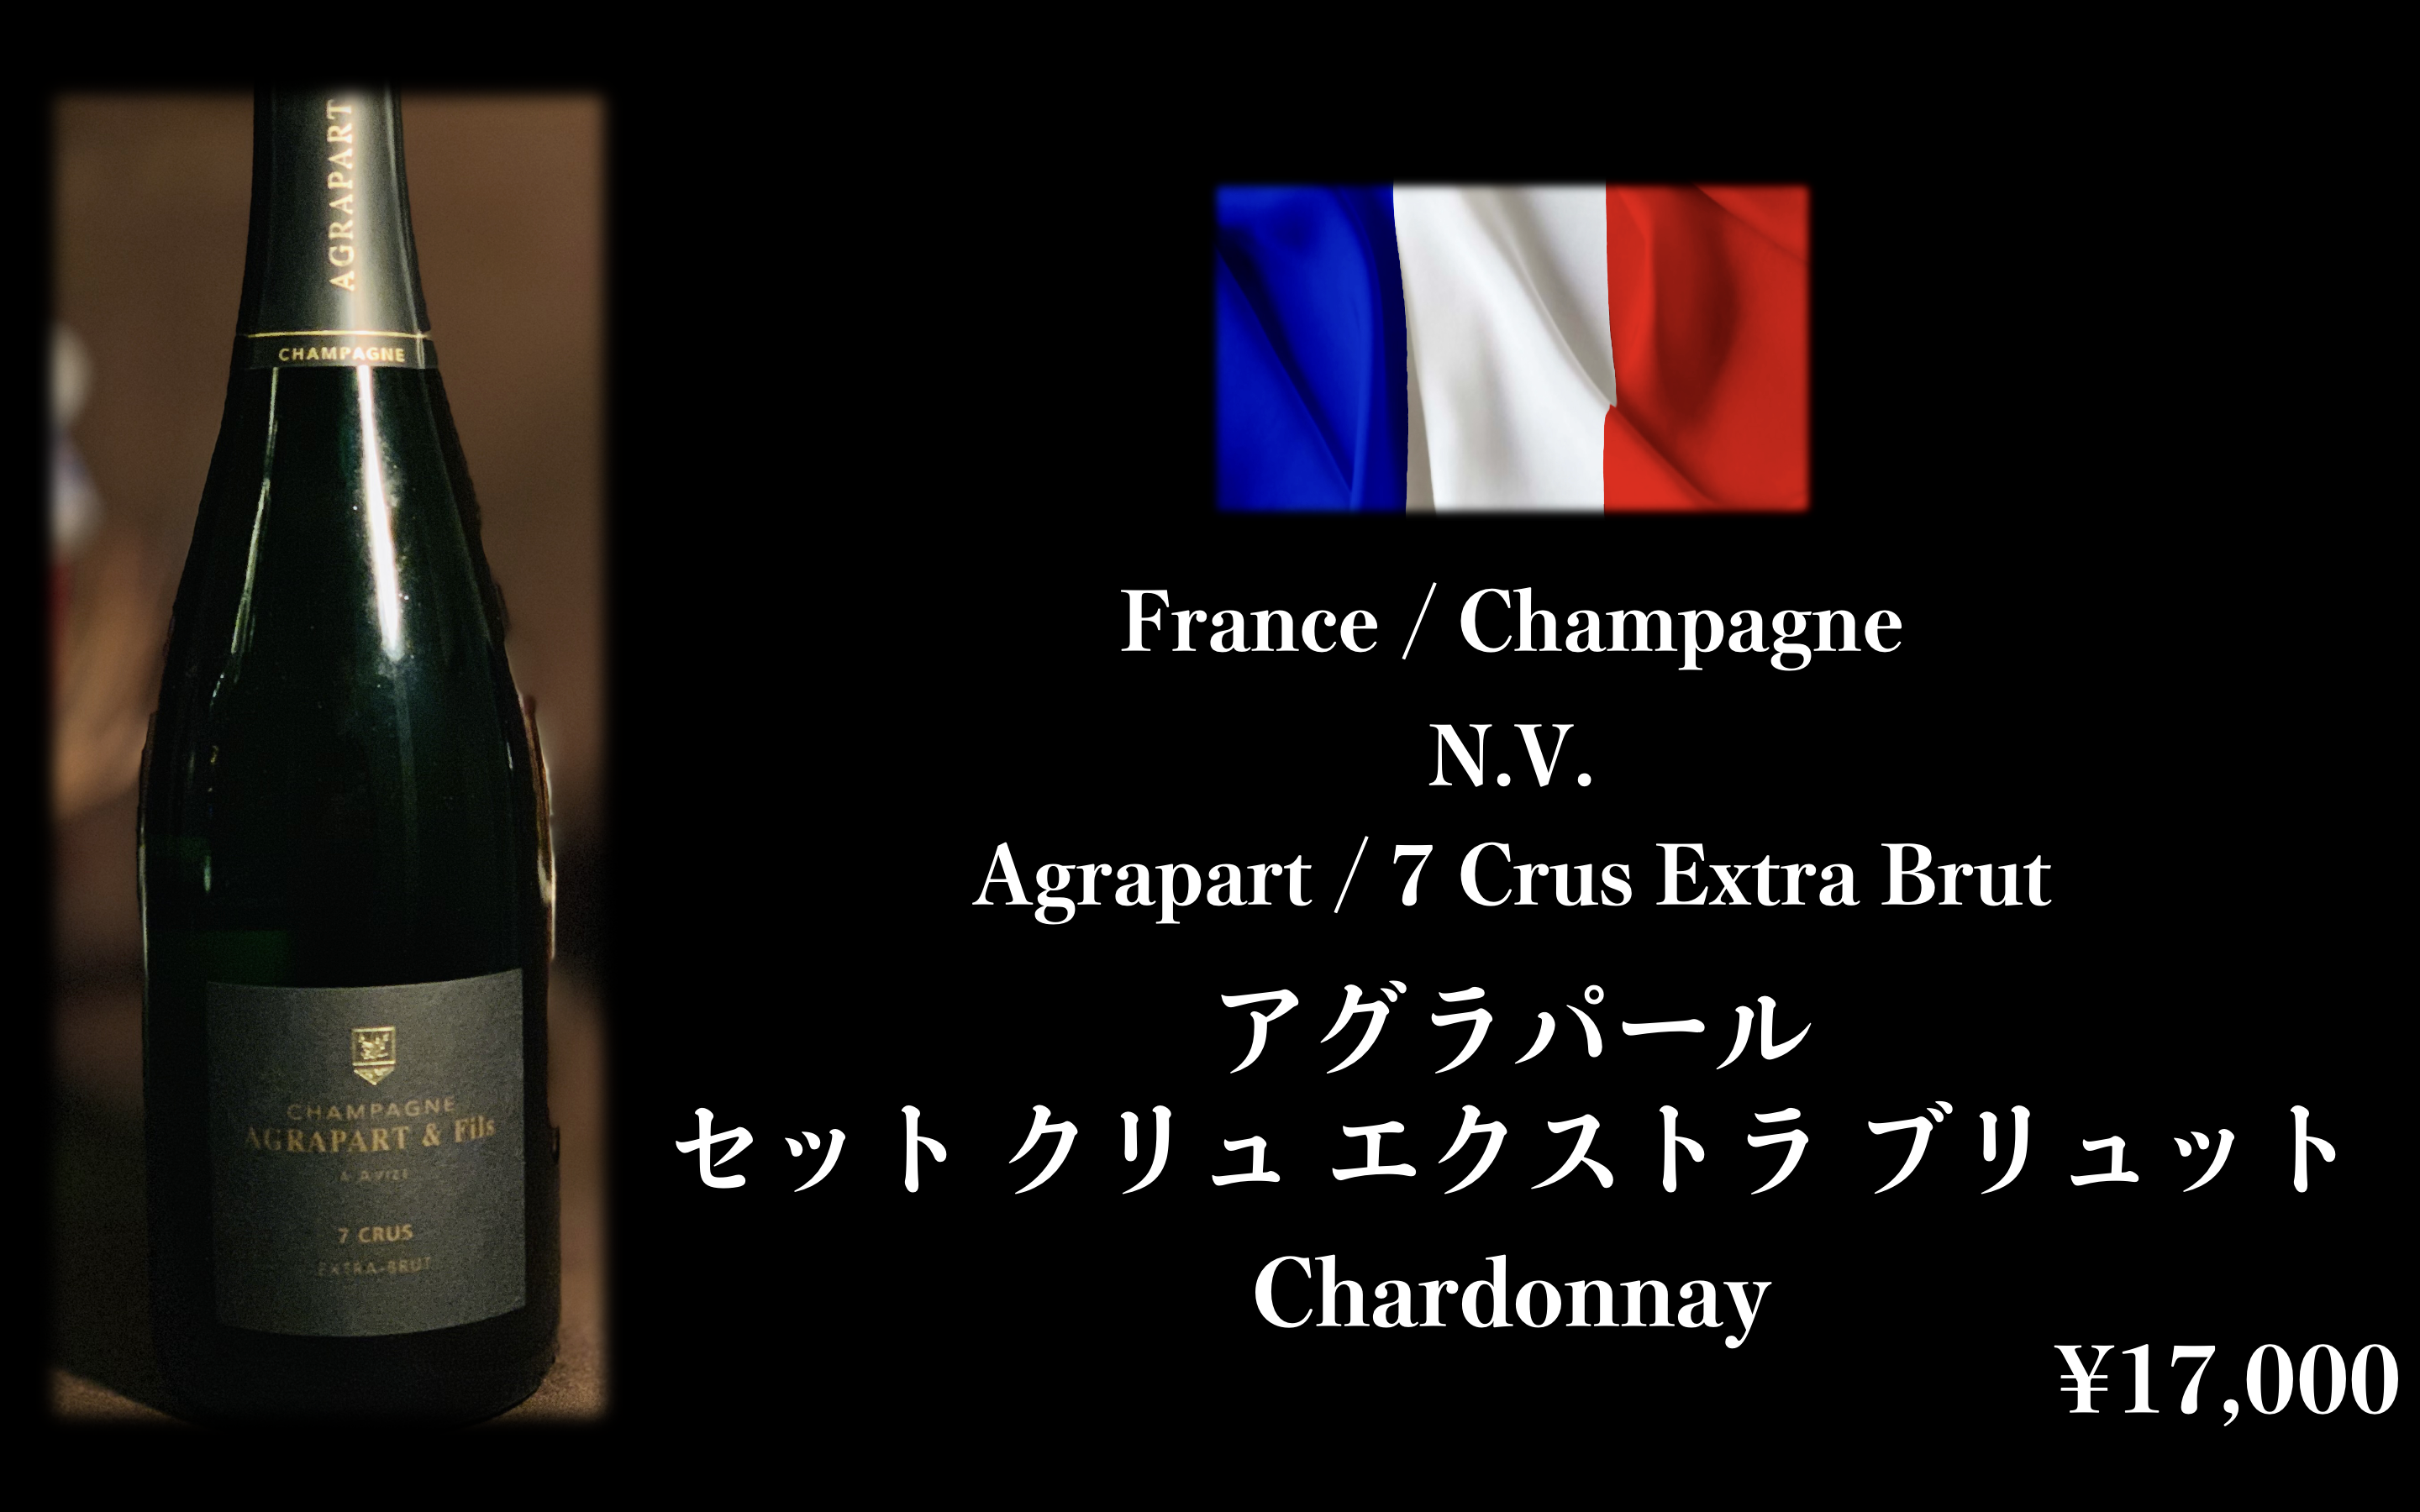 AGRAPART
CHAMPAGNE
CHAMPAGNE
AGRAPART & Fils
7 CRUS
EXTRA-BRUT
France / Champagne
N.V.
Agrapart / 7 Crus Extra Brut
アグラパール
セット クリュ エクストラ ブリュット
Chardonnay
¥17,000